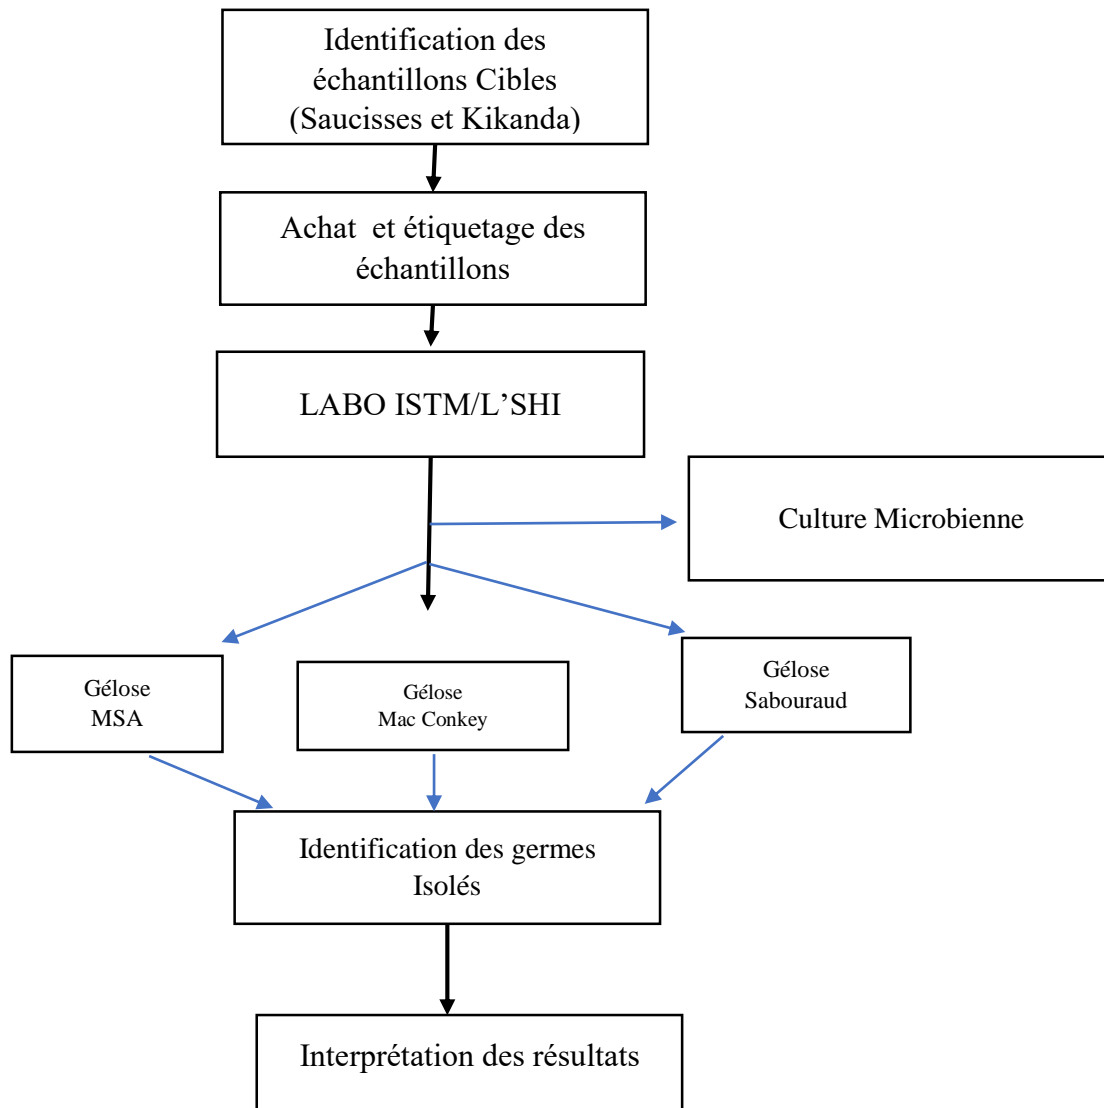 Identification des
échantillons Cibles
(Saucisses et Kikanda)
Achat et étiquetage des
échantillons
LABO ISTM/L’SHI
Culture Microbienne
Gélose
MSA
Gélose
Mac Conkey
Gélose
Sabouraud
Identification des germes
Isolés
Interprétation des résultats